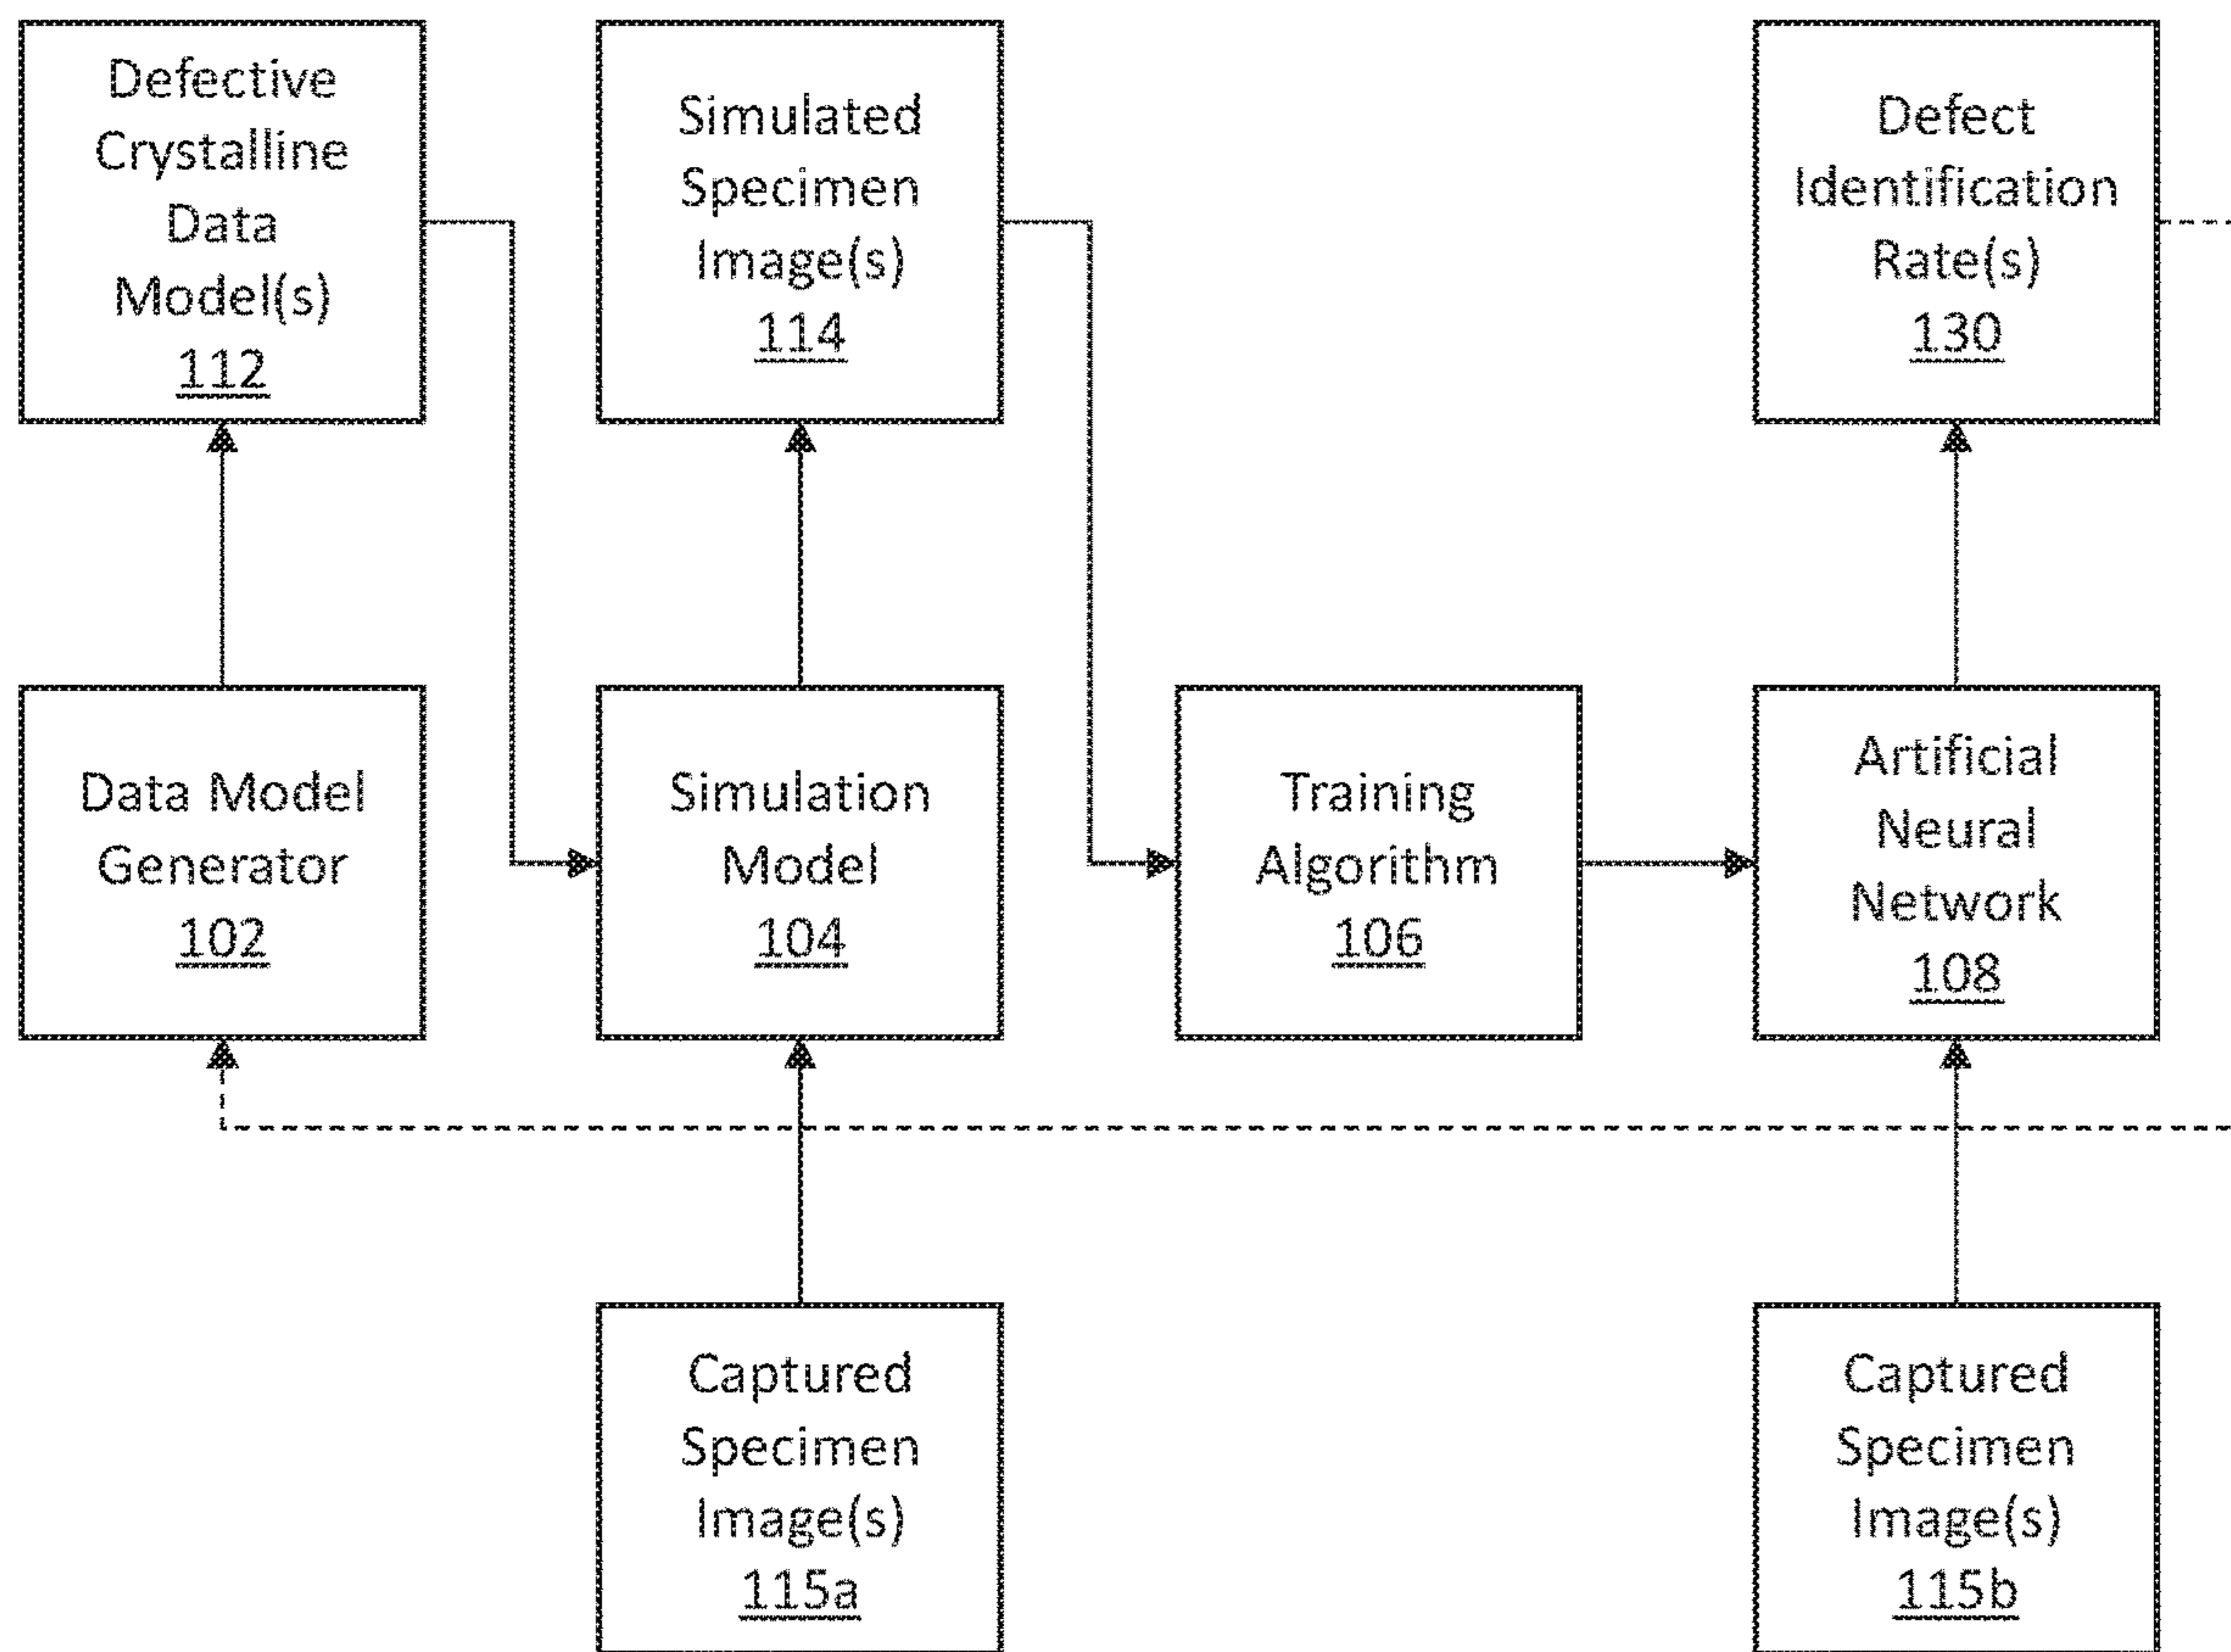 Defective
Crystalline
Data
Model(s)
112
Simulated
Specimen
Image(s)
114
Defect
Identification
Rate(s)
130
Data Model
Generator
102
Simulation
Model
104
Training
Algorithm
106
Artificial
Neural
Network
108
Captured
Specimen
Image(s)
115a
Captured
Specimen
Image(s)
115b